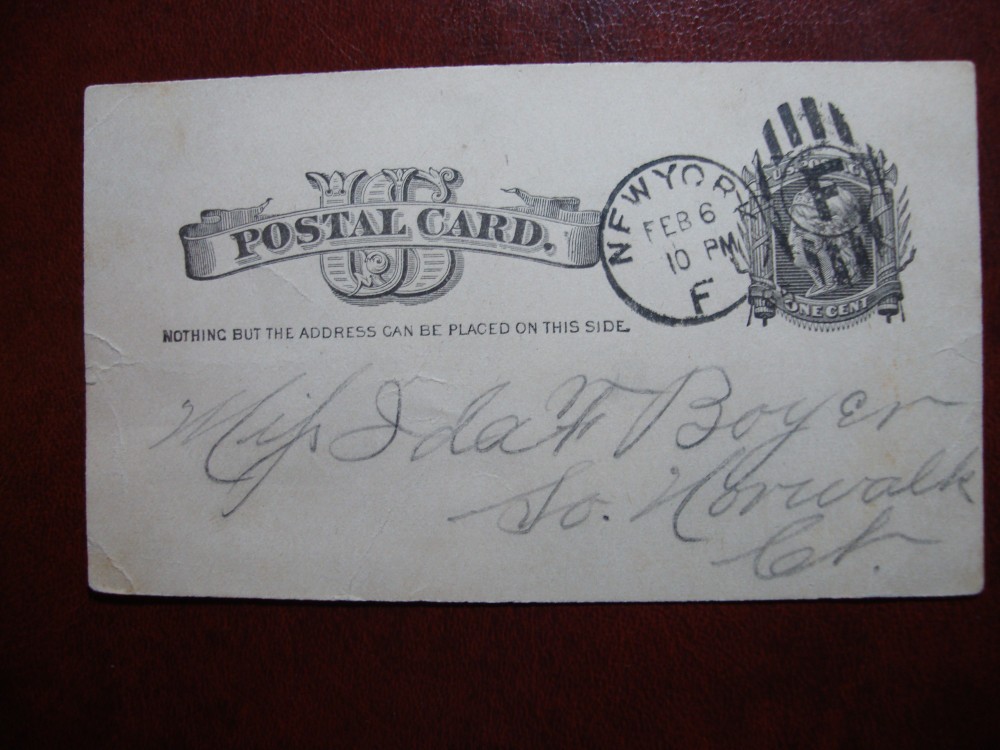 US
POSTAL CARD.
NOTHING BUT THE ADDRESS CAN BE PLACED ON THIS SIDE.
NEW YORK
FEB 6
10 PM
F
F
ONE CENT
Miss Ida F Boyer
So. Norwalk
Ct.